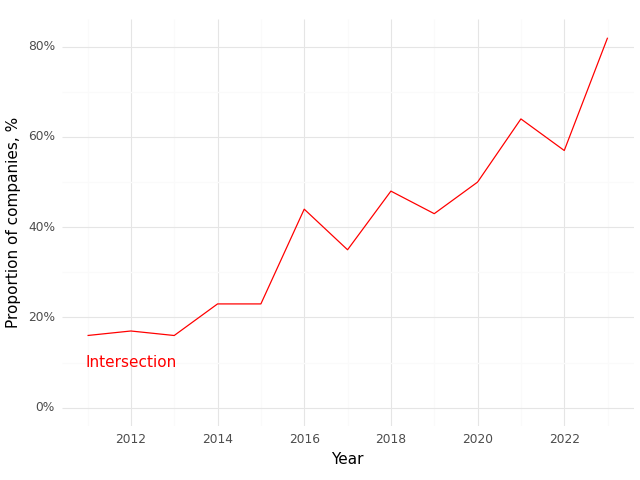 80%
60%
40%
20%
0%
Proportion of companies, %
Intersection
2012 2014 2016 2018 2020 2022
Year